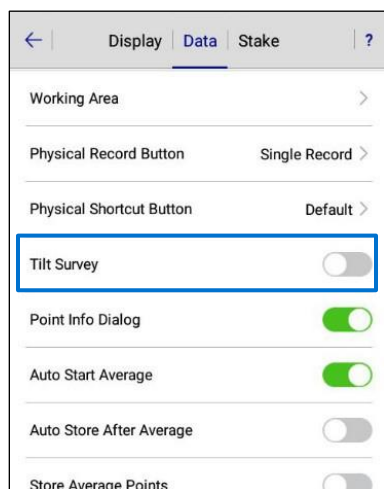 Display Data Stake ?
Working Area
Physical Record Button Single Record
Physical Shortcut Button Default
Tilt Survey
Point Info Dialog
Auto Start Average
Auto Store After Average
Store Average Points